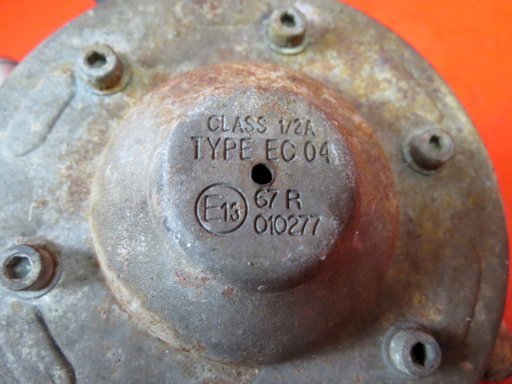 CLASS 1/2A
TYPE EC 04
E13 67 R
010277